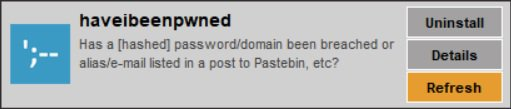 haveibeenpwned
Has a [hashed] password/domain been breached or
alias/e-mail listed in a post to Pastebin, etc?
';--
Uninstall
Details
Refresh